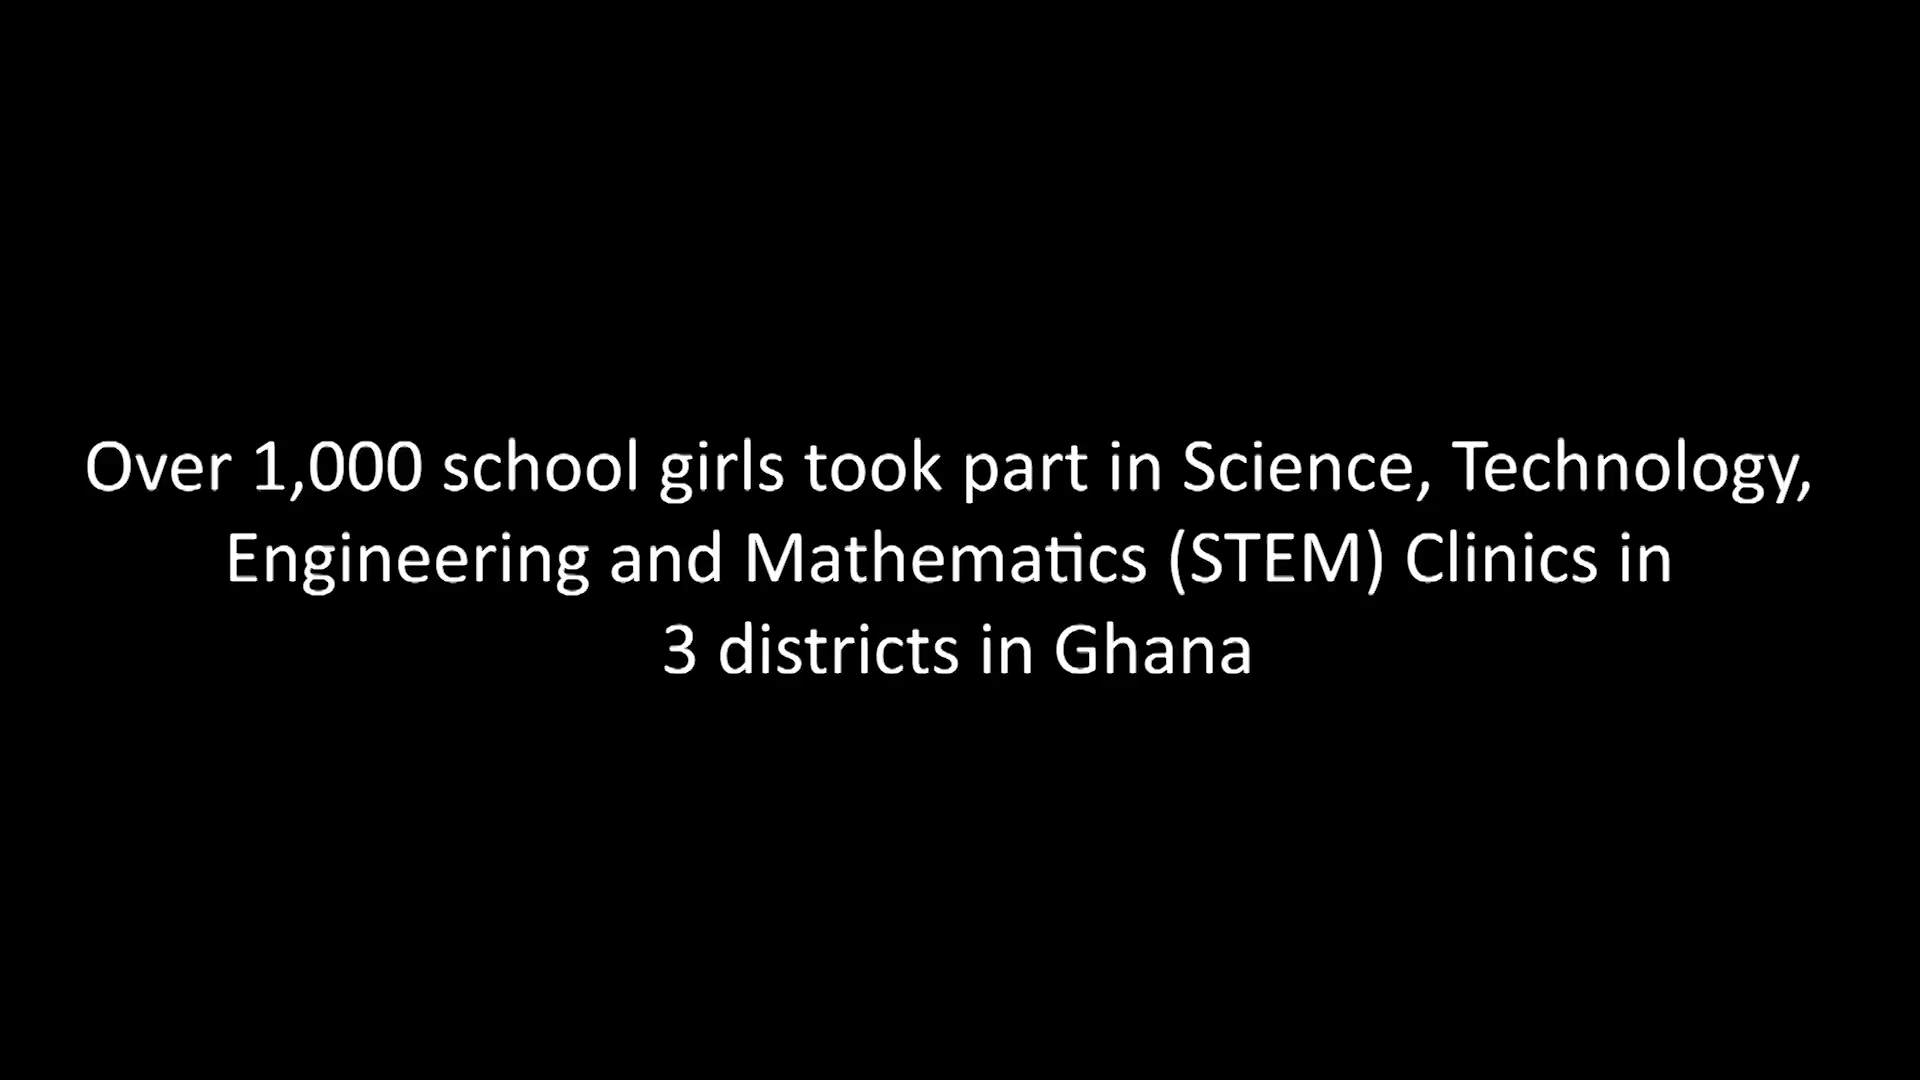 Over 1,000 school girls took part in Science, Technology,
Engineering and Mathematics (STEM) Clinics in
3 districts in Ghana